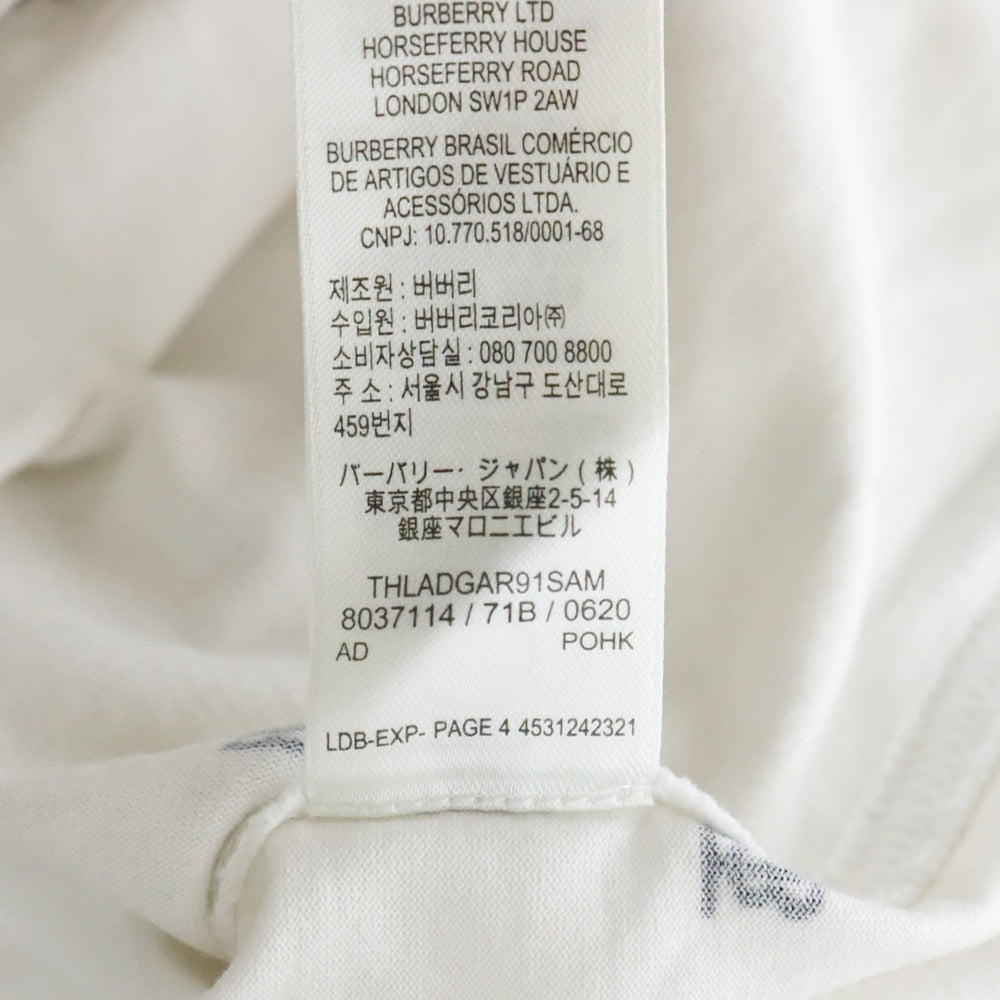 BURBERRY LTD
HORSEFERRY HOUSE
HORSEFERRY ROAD
LONDON SW1P 2AW
BURBERRY BRASIL COMÉRCIO
DE ARTIGOS DE VESTUÁRIO E
ACESSÓRIOS LTDA.
CNPJ: 10.770.518/0001-68
제조원 : 버버리
수입원 : 버버리코리아㈜
소비자상담실 : 080 700 8800
주 소 : 서울시 강남구 도산대로
459번지
バーバリー・ジャパン ( 株 )
東京都中央区銀座2-5-14
銀座マロニエビル
THLADGAR91SAM
8037114 / 71B / 0620
AD POHK
LDB-EXP- PAGE 4 4531242321